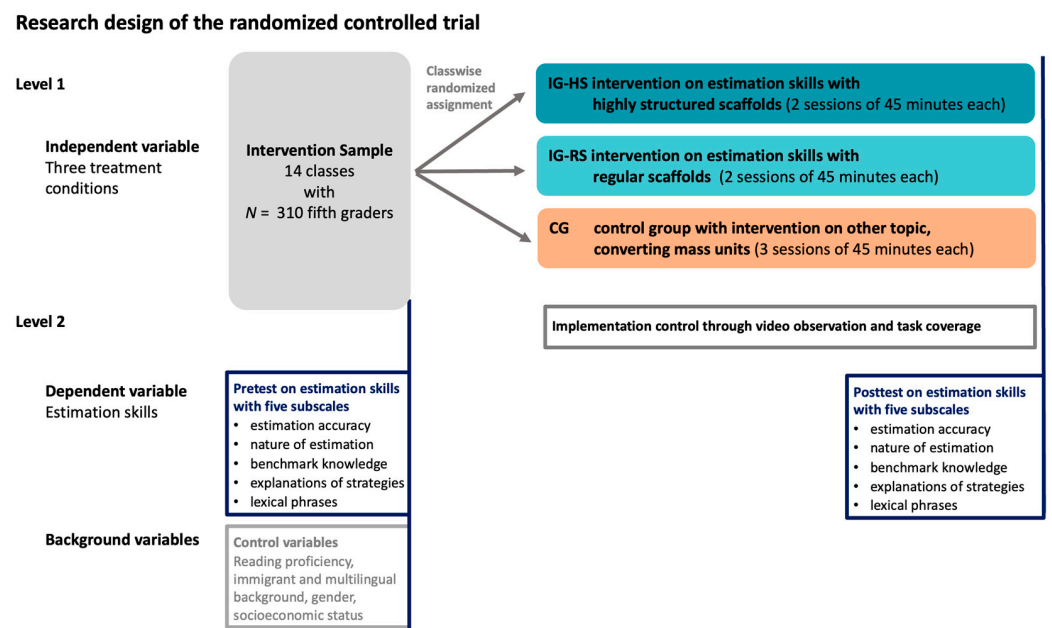 Research design of the randomized controlled trial
Level 1
Independent variable
Three treatment
conditions
Intervention Sample
14 classes
with
N = 310 fifth graders
Classwise
randomized
assignment
IG-HS intervention on estimation skills with
highly structured scaffolds (2 sessions of 45 minutes each)
IG-RS intervention on estimation skills with
regular scaffolds (2 sessions of 45 minutes each)
CG control group with intervention on other topic,
converting mass units (3 sessions of 45 minutes each)
Level 2
Implementation control through video observation and task coverage
Dependent variable
Estimation skills
Pretest on estimation skills
with five subscales
• estimation accuracy
• nature of estimation
• benchmark knowledge
• explanations of strategies
• lexical phrases
Posttest on estimation skills
with five subscales
• estimation accuracy
• nature of estimation
• benchmark knowledge
• explanations of strategies
• lexical phrases
Background variables
Control variables
Reading proficiency,
immigrant and multilingual
background, gender,
socioeconomic status